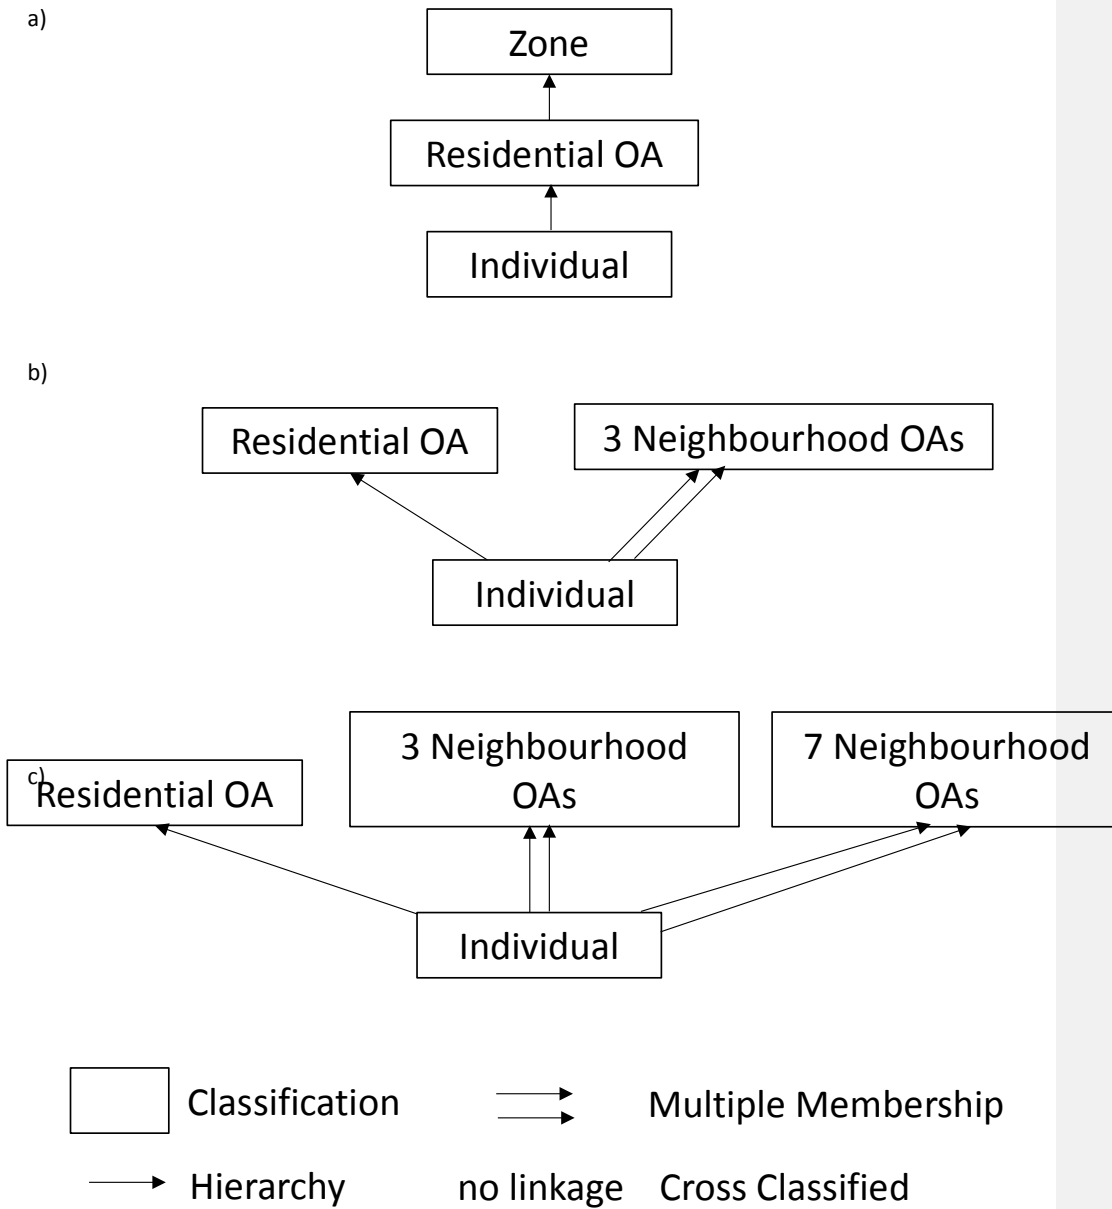 a)
Zone
Residential OA
Individual
b)
Residential OA
3 Neighbourhood OAs
Individual
c)
Residential OA
3 Neighbourhood
OAs
7 Neighbourhood
OAs
Individual
Classification
Multiple Membership
Hierarchy
no linkage
Cross Classified